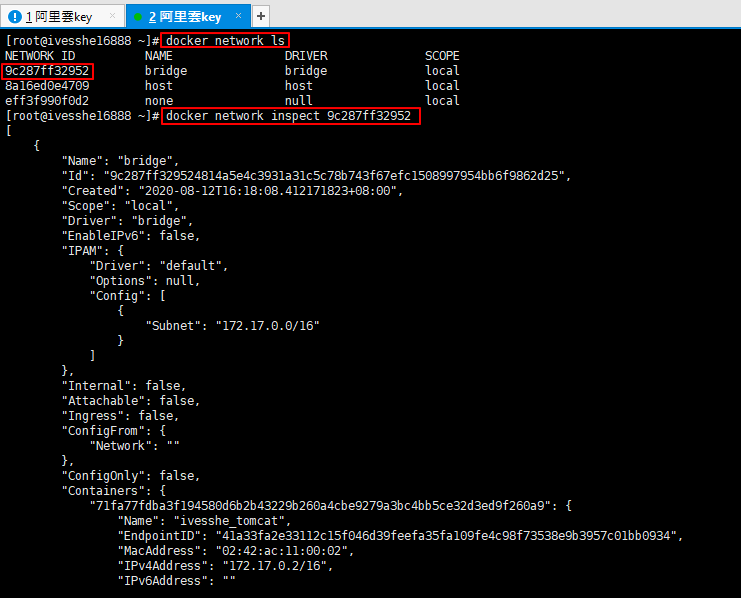 1 阿里云key × 2 阿里云key × +
[root@ivesshe16888 ~]# docker network ls
NETWORK ID NAME DRIVER SCOPE
9c287ff32952 bridge bridge local
8a16ed0e4709 host host local
eff3f990f0d2 none null local
[root@ivesshe16888 ~]# docker network inspect 9c287ff32952
[
    {
        "Name": "bridge",
        "Id": "9c287ff329524814a5e4c3931a31c5c78b743f67efc1508997954bb6f9862d25",
        "Created": "2020-08-12T16:18:08.412171823+08:00",
        "Scope": "local",
        "Driver": "bridge",
        "EnableIPv6": false,
        "IPAM": {
            "Driver": "default",
            "Options": null,
            "Config": [
                {
                    "Subnet": "172.17.0.0/16"
                }
            ]
        },
        "Internal": false,
        "Attachable": false,
        "Ingress": false,
        "ConfigFrom": {
            "Network": ""
        },
        "ConfigOnly": false,
        "Containers": {
            "71fa77fdba3f194580d6b2b43229b260a4cbe9279a3bc4bb5ce32d3ed9f260a9": {
                "Name": "ivesshe_tomcat",
                "EndpointID": "41a33fa2e33112c15f046d39feefa35fa109fe4c98f73538e9b3957c01bb0934",
                "MacAddress": "02:42:ac:11:00:02",
                "IPv4Address": "172.17.0.2/16",
                "IPv6Address": ""